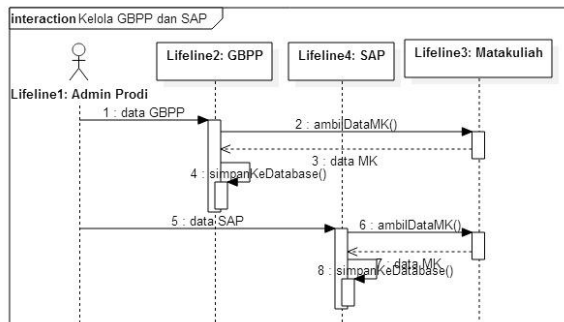 interaction Kelola GBPP dan SAP
Lifeline2: GBPP
Lifeline4: SAP
Lifeline3: Matakuliah
Lifeline1: Admin Prodi
1 : data GBPP
2 : ambilDataMK()
3 : data MK
4 : simpanKeDatabase()
5 : data SAP
6 : ambilDataMK()
7 : data MK
8 : simpanKeDatabase()